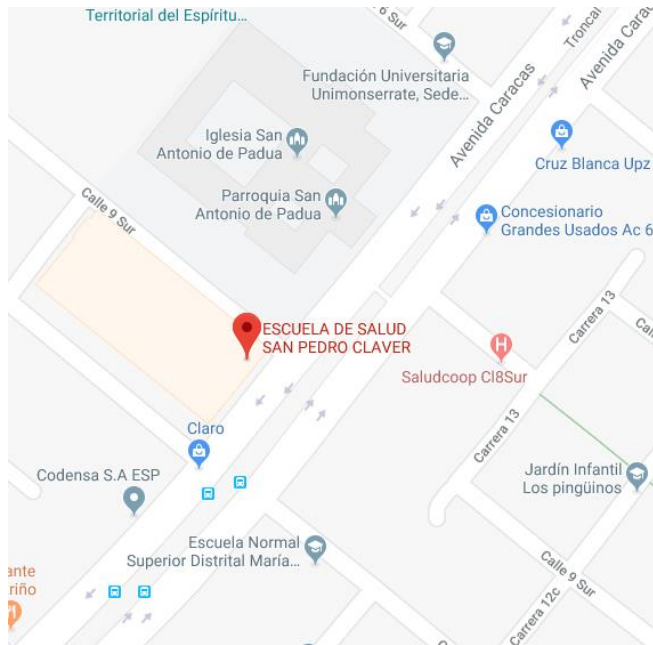 Territorial del Espíritu...
6 Sur
Fundación Universitaria
Unimonserrate, Sede...
Avenida Caracas
Troncal
Avenida Carac
Iglesia San
Antonio de Padua
Cruz Blanca Upz
Calle 9 Sur
Parroquia San
Antonio de Padua
Concesionario
Grandes Usados Ac 6
ESCUELA DE SALUD
SAN PEDRO CLAVER
Carrera 13
Saludcoop Cl8Sur
H
Claro
Carrera 13
Codensa S.A ESP
Jardín Infantil
Los pingüinos
Escuela Normal
Superior Distrital María...
Calle 9 Sur
Carrera 12c
ante
riño